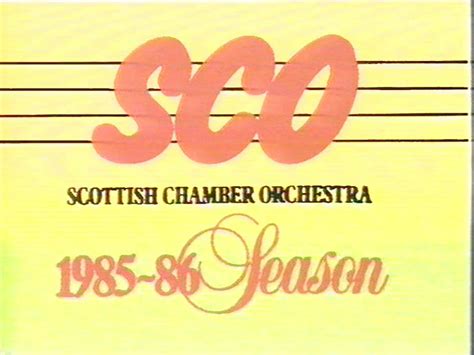 SCO
SCOTTISH CHAMBER ORCHESTRA
1985~86 Season